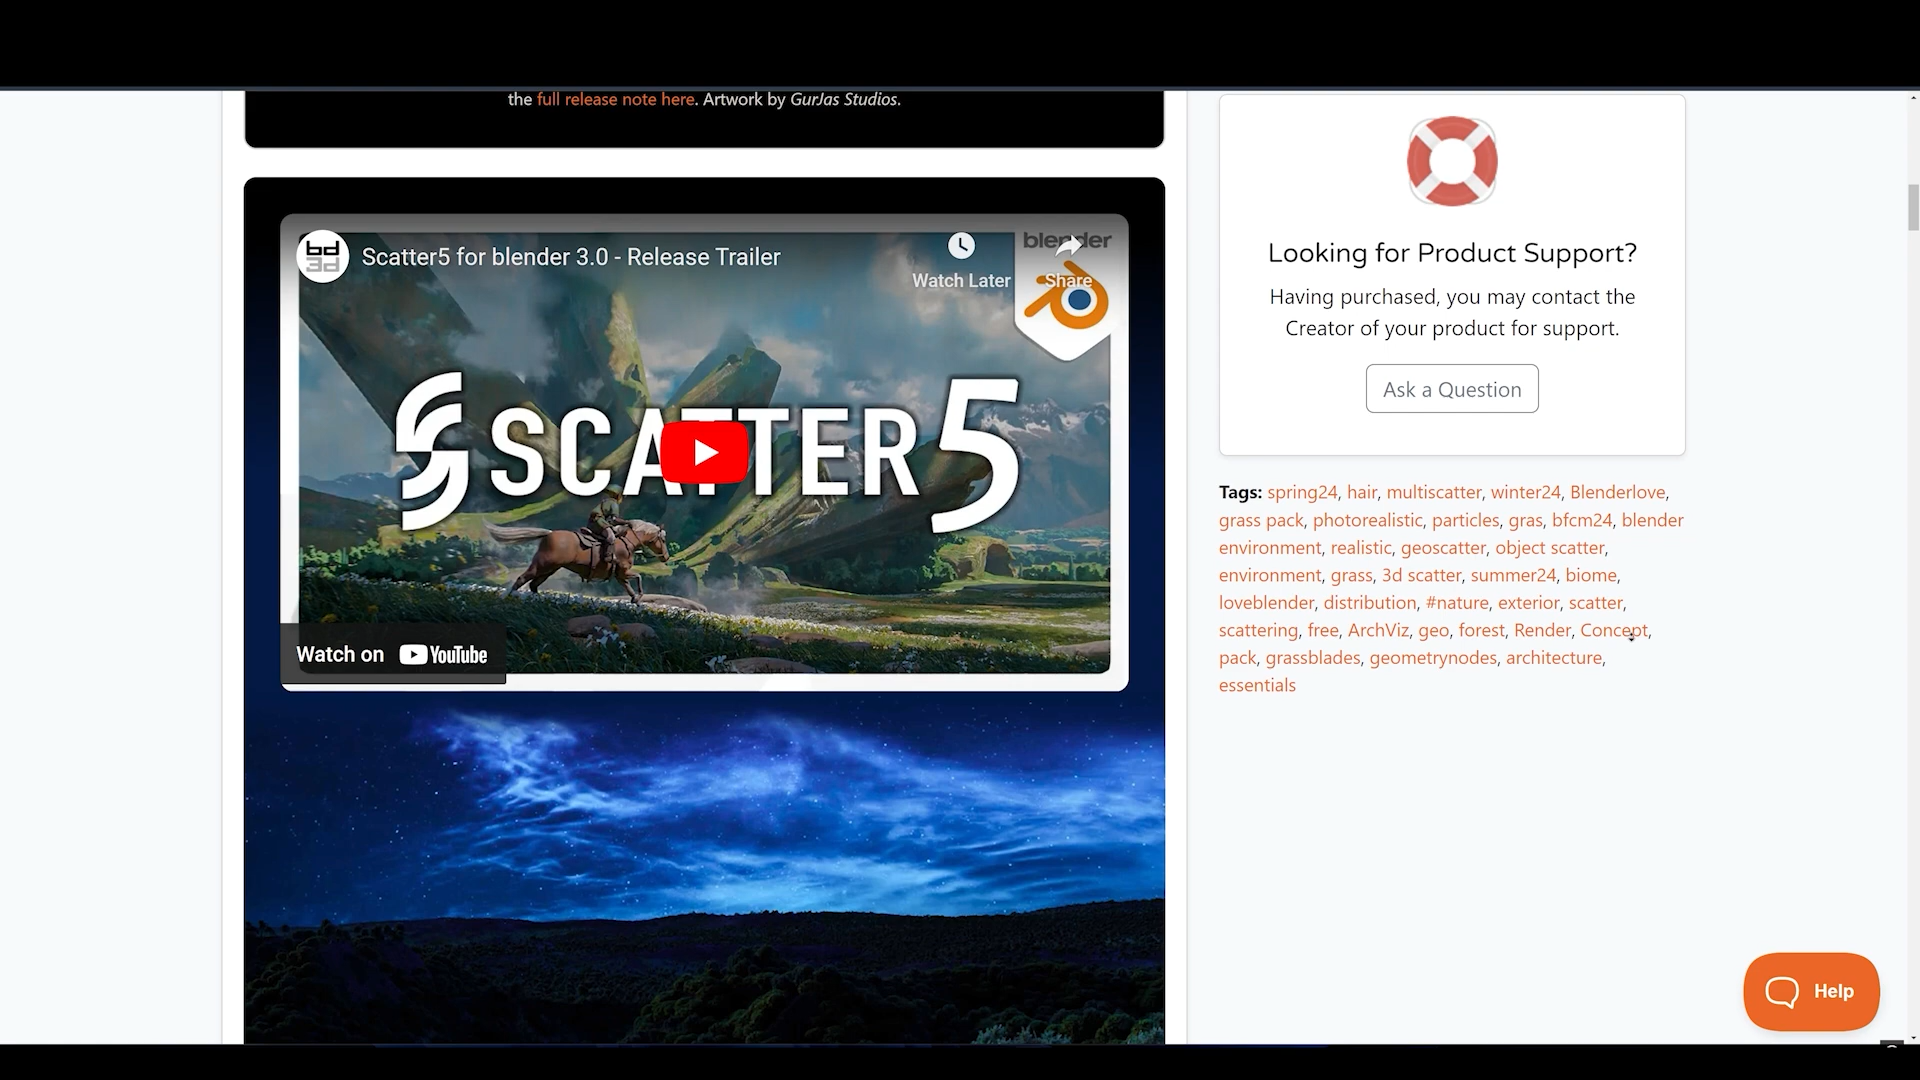 the full release note here. Artwork by GurJas Studios.
bd
3d
Scatter5 for blender 3.0 - Release Trailer
Watch Later
Share
blender
SCATTER 5
Watch on YouTube
Looking for Product Support?
Having purchased, you may contact the
Creator of your product for support.
Ask a Question
Tags: spring24, hair, multiscatter, winter24, Blenderlove,
grass pack, photorealistic, particles, gras, bfcm24, blender
environment, realistic, geoscatter, object scatter,
environment, grass, 3d scatter, summer24, biome,
loveblender, distribution, #nature, exterior, scatter,
scattering, free, ArchViz, geo, forest, Render, Concept,
pack, grassblades, geometrynodes, architecture,
essentials
Help